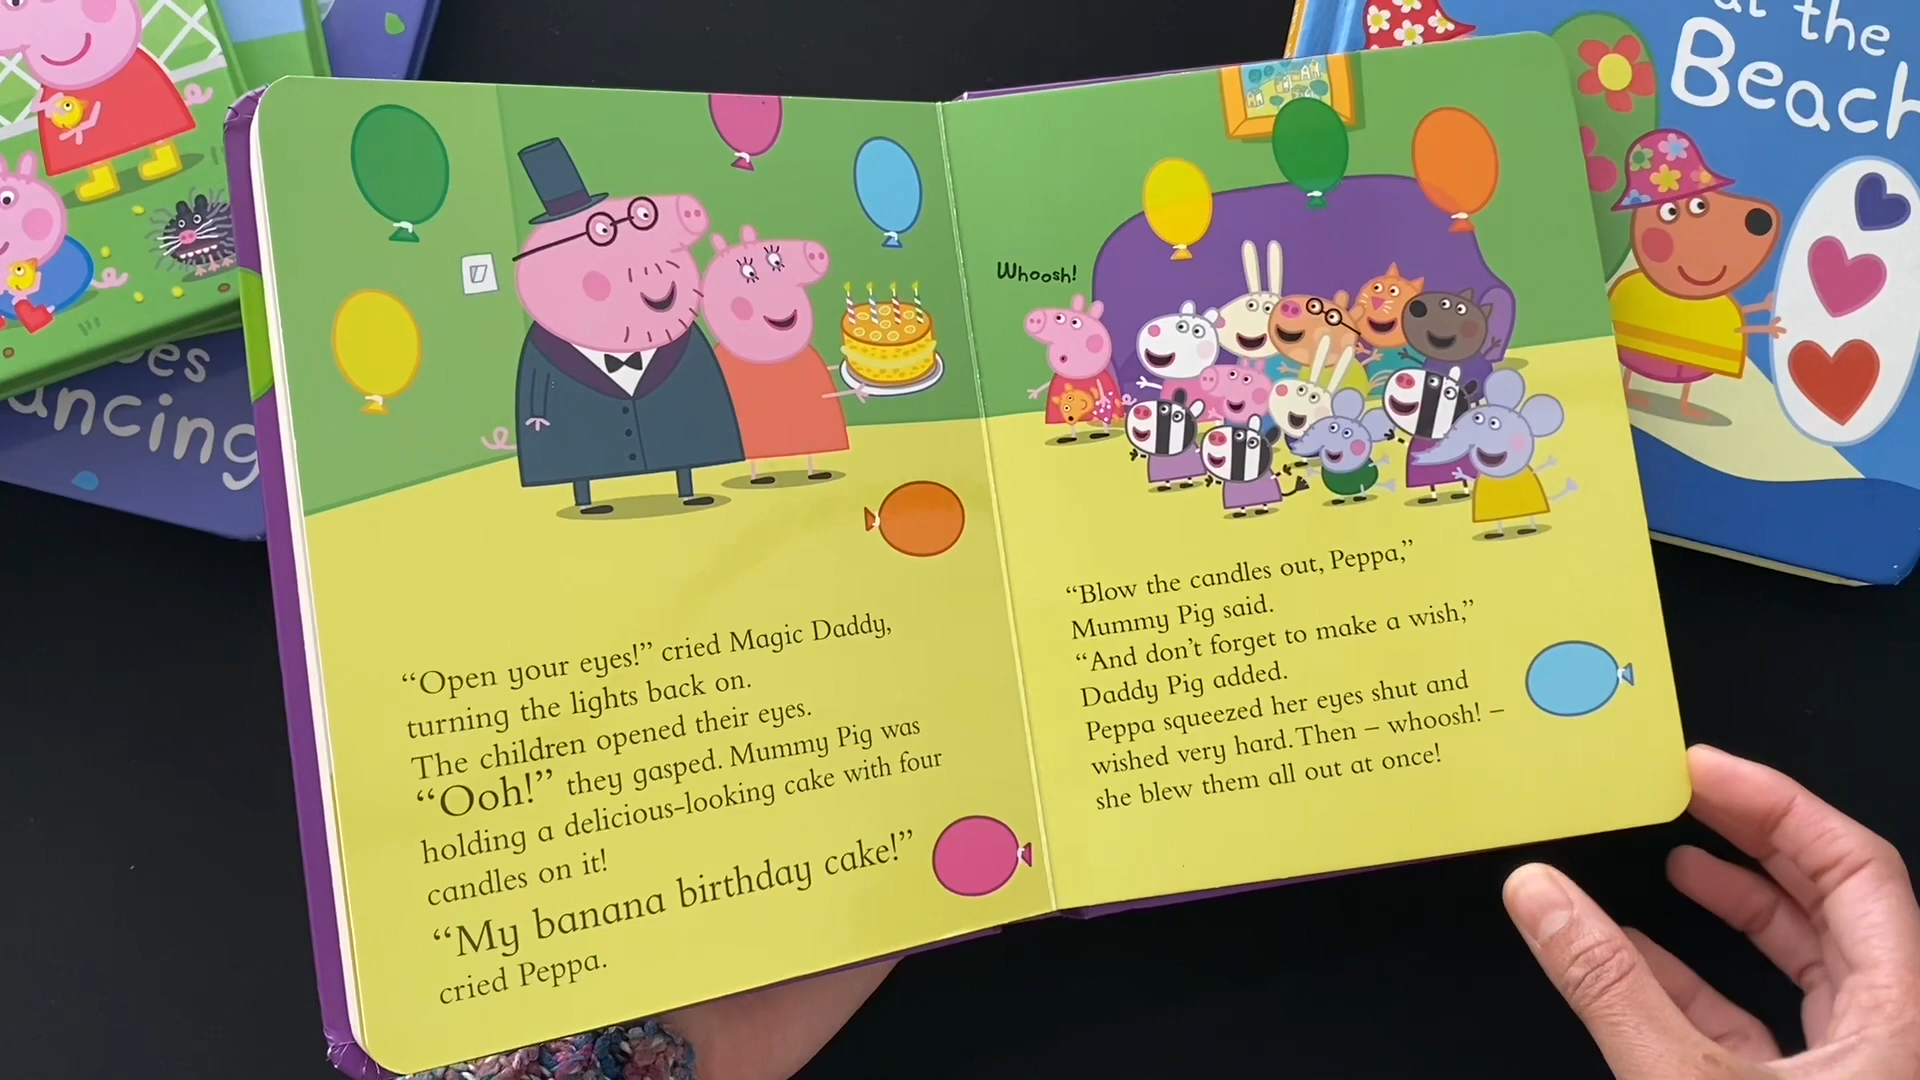 at the
Beach
es
ancing
Whoosh!
“Open your eyes!” cried Magic Daddy,
turning the lights back on.
The children opened their eyes.
“Ooh!” they gasped. Mummy Pig was
holding a delicious-looking cake with four
candles on it!
“My banana birthday cake!”
cried Peppa.
“Blow the candles out, Peppa,”
Mummy Pig said.
“And don’t forget to make a wish,”
Daddy Pig added.
Peppa squeezed her eyes shut and
wished very hard. Then – whoosh! –
she blew them all out at once!